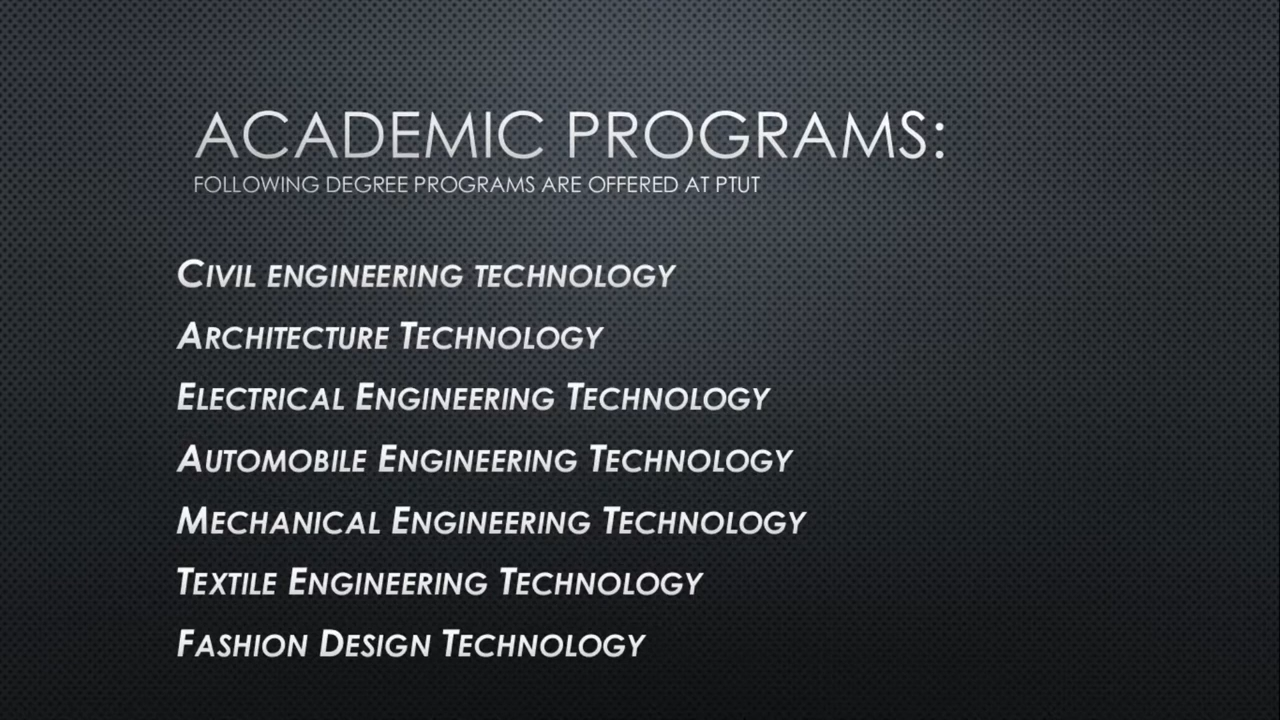 ACADEMIC PROGRAMS:
FOLLOWING DEGREE PROGRAMS ARE OFFERED AT PTUT
CIVIL ENGINEERING TECHNOLOGY
ARCHITECTURE TECHNOLOGY
ELECTRICAL ENGINEERING TECHNOLOGY
AUTOMOBILE ENGINEERING TECHNOLOGY
MECHANICAL ENGINEERING TECHNOLOGY
TEXTILE ENGINEERING TECHNOLOGY
FASHION DESIGN TECHNOLOGY